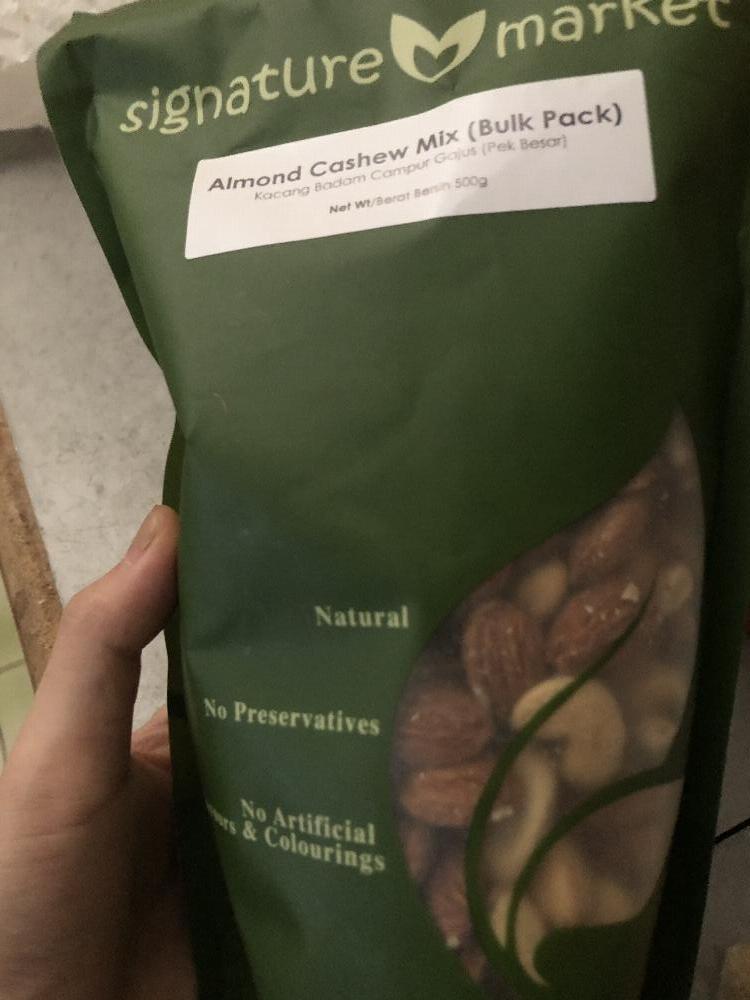 signature market
Almond Cashew Mix (Bulk Pack)
Kacang Badam Campur Gajus (Pek Besar)
Net Wt/Berat Bersih 500g
Natural
No Preservatives
No Artificial
& Colourings